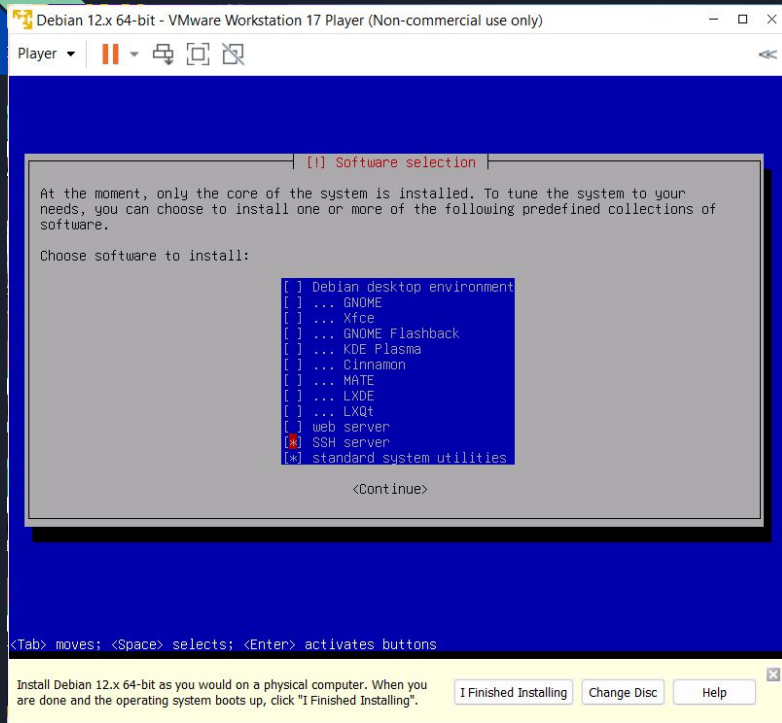 Debian 12.x 64-bit - VMware Workstation 17 Player (Non-commercial use only)
Player
[!] Software selection
At the moment, only the core of the system is installed. To tune the system to your
needs, you can choose to install one or more of the following predefined collections of
software.
Choose software to install:
[ ] Debian desktop environment
[ ] ... GNOME
[ ] ... Xfce
[ ] ... GNOME Flashback
[ ] ... KDE Plasma
[ ] ... Cinnamon
[ ] ... MATE
[ ] ... LXDE
[ ] ... LXQt
[ ] web server
[*] SSH server
[*] standard system utilities
<Continue>
<Tab> moves; <Space> selects; <Enter> activates buttons
Install Debian 12.x 64-bit as you would on a physical computer. When you
are done and the operating system boots up, click "I Finished Installing".
I Finished Installing
Change Disc
Help